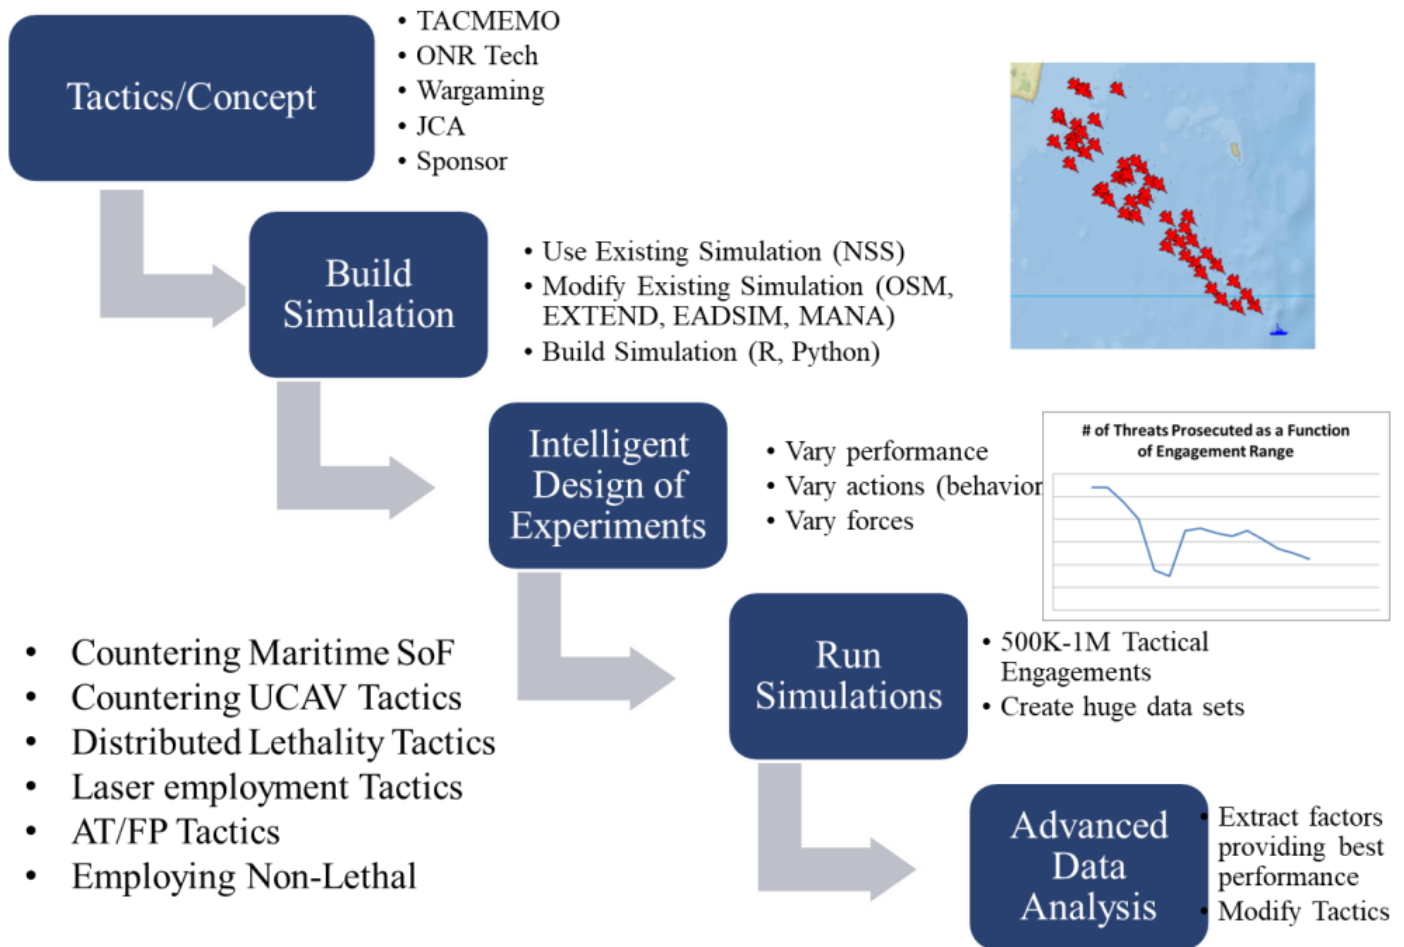 Tactics/Concept
• TACMEMO
• ONR Tech
• Wargaming
• JCA
• Sponsor
Build
Simulation
• Use Existing Simulation (NSS)
• Modify Existing Simulation (OSM,
EXTEND, EADSIM, MANA)
• Build Simulation (R, Python)
Intelligent
Design of
Experiments
• Vary performance
• Vary actions (behavior
• Vary forces
# of Threats Prosecuted as a Function
of Engagement Range
Run
Simulations
• 500K-1M Tactical
Engagements
• Create huge data sets
• Countering Maritime SoF
• Countering UCAV Tactics
• Distributed Lethality Tactics
• Laser employment Tactics
• AT/FP Tactics
• Employing Non-Lethal
Advanced
Data
Analysis
• Extract factors
providing best
performance
• Modify Tactics